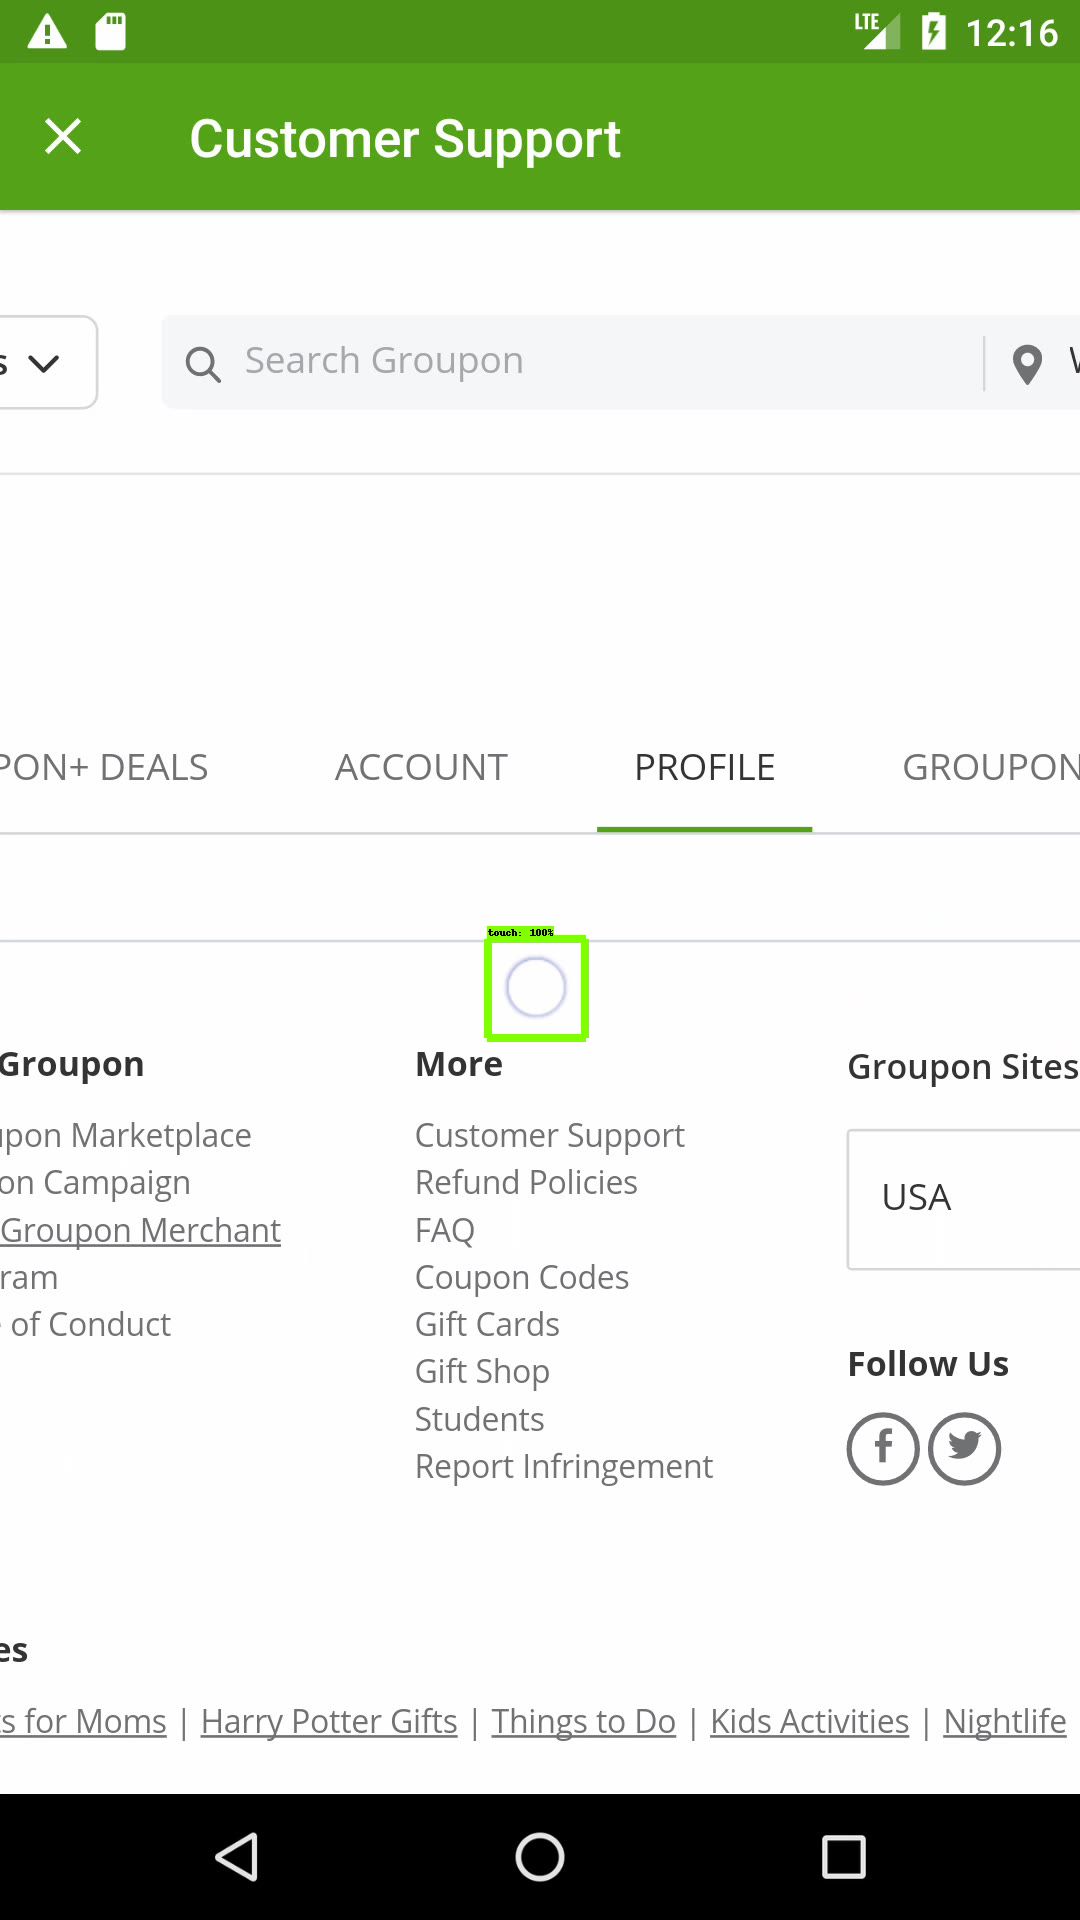 LTE 12:16
Customer Support
s Search Groupon
PON+ DEALS ACCOUNT PROFILE GROUPON
touch: 100%
Groupon More Groupon Sites
upon Marketplace Customer Support
on Campaign Refund Policies USA
Groupon Merchant FAQ
ram Coupon Codes
of Conduct Gift Cards
Gift Shop Follow Us
Students
Report Infringement
es
s for Moms | Harry Potter Gifts | Things to Do | Kids Activities | Nightlife